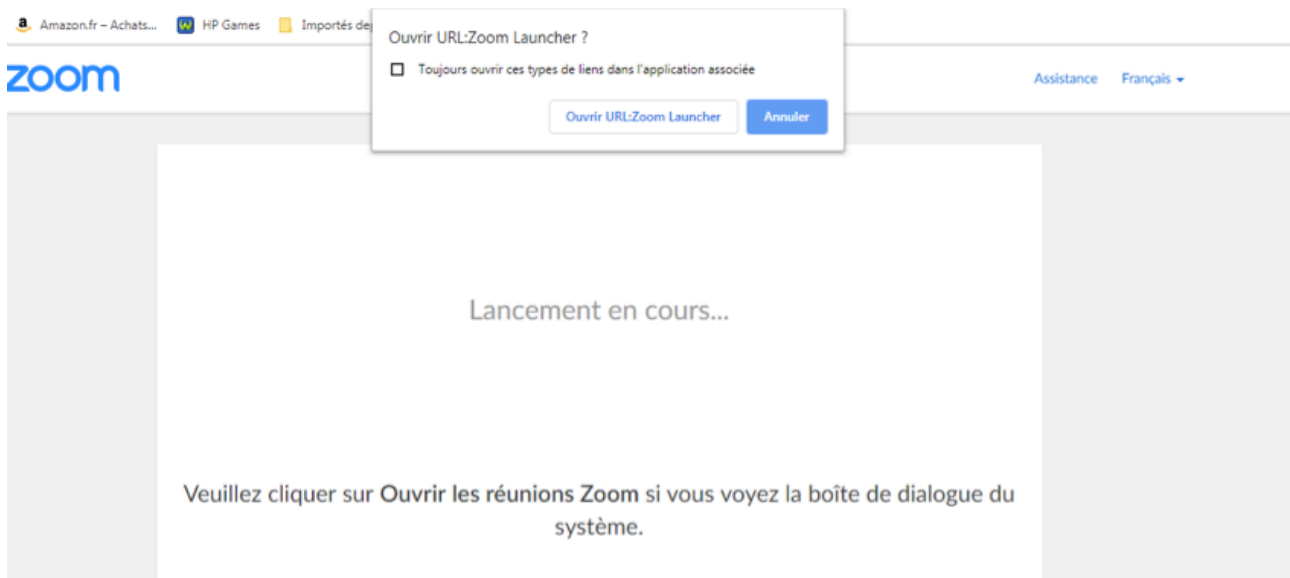 Amazon.fr – Achats... HP Games Importés de
Ouvrir URL:Zoom Launcher ?
Toujours ouvrir ces types de liens dans l'application associée
Ouvrir URL:Zoom Launcher Annuler
zoom
Assistance Français
Lancement en cours...
Veuillez cliquer sur Ouvrir les réunions Zoom si vous voyez la boîte de dialogue du
système.